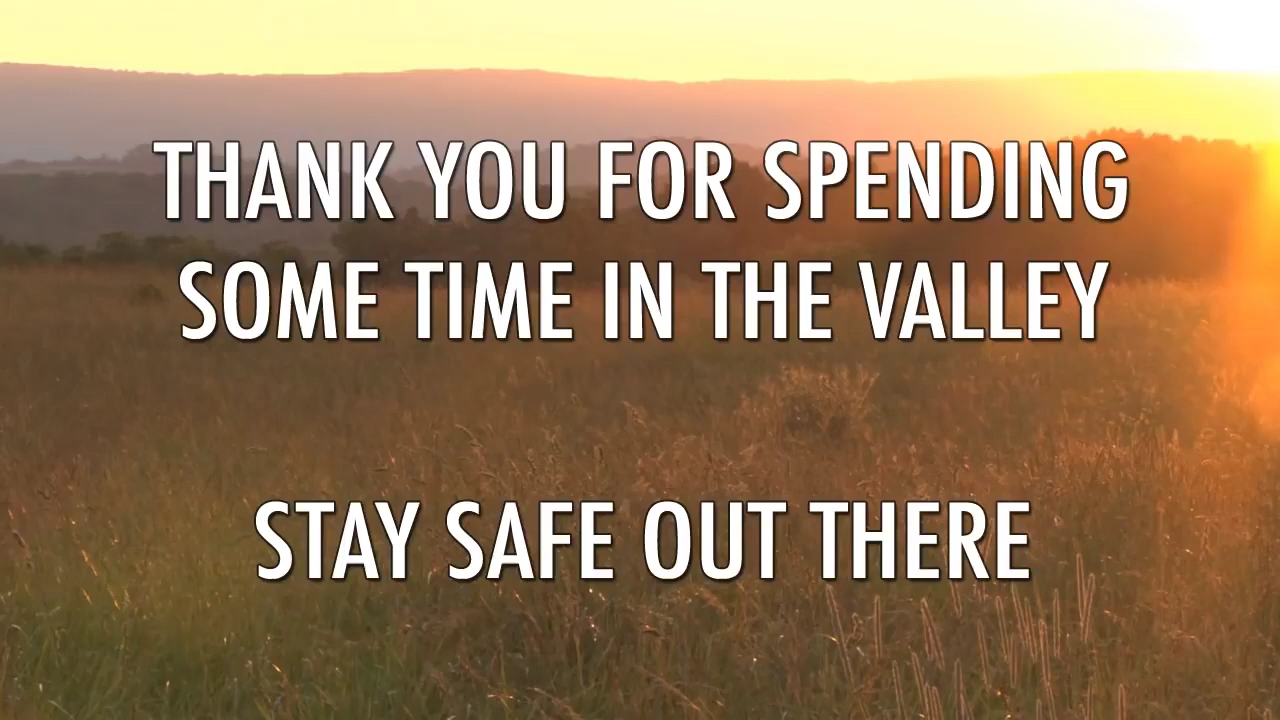 THANK YOU FOR SPENDING
SOME TIME IN THE VALLEY
STAY SAFE OUT THERE